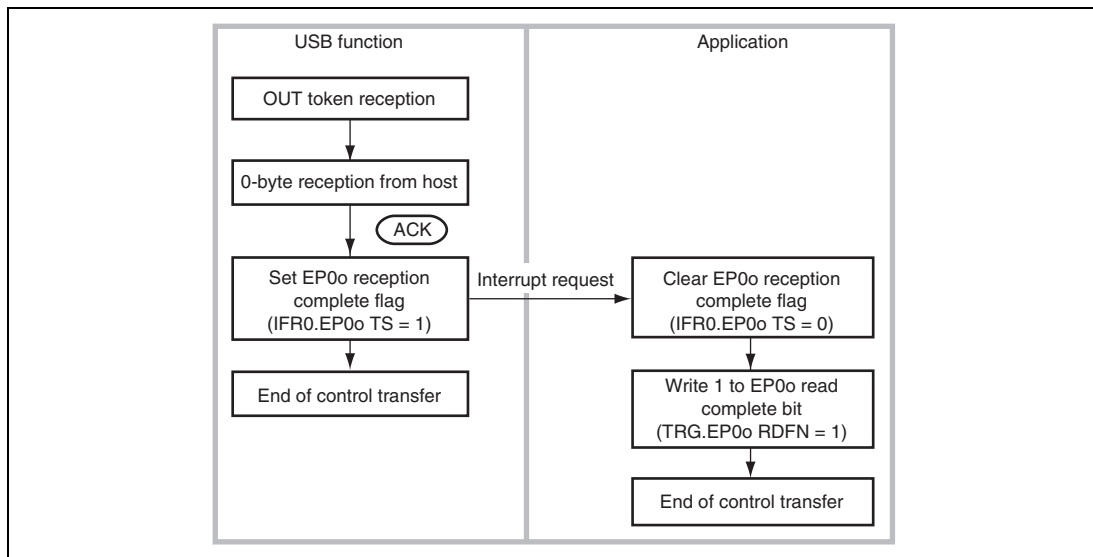 USB function
Application
OUT token reception
0-byte reception from host
ACK
Set EP0o reception
complete flag
(IFR0.EP0o TS = 1)
Interrupt request
Clear EP0o reception
complete flag
(IFR0.EP0o TS = 0)
End of control transfer
Write 1 to EP0o read
complete bit
(TRG.EP0o RDFN = 1)
End of control transfer